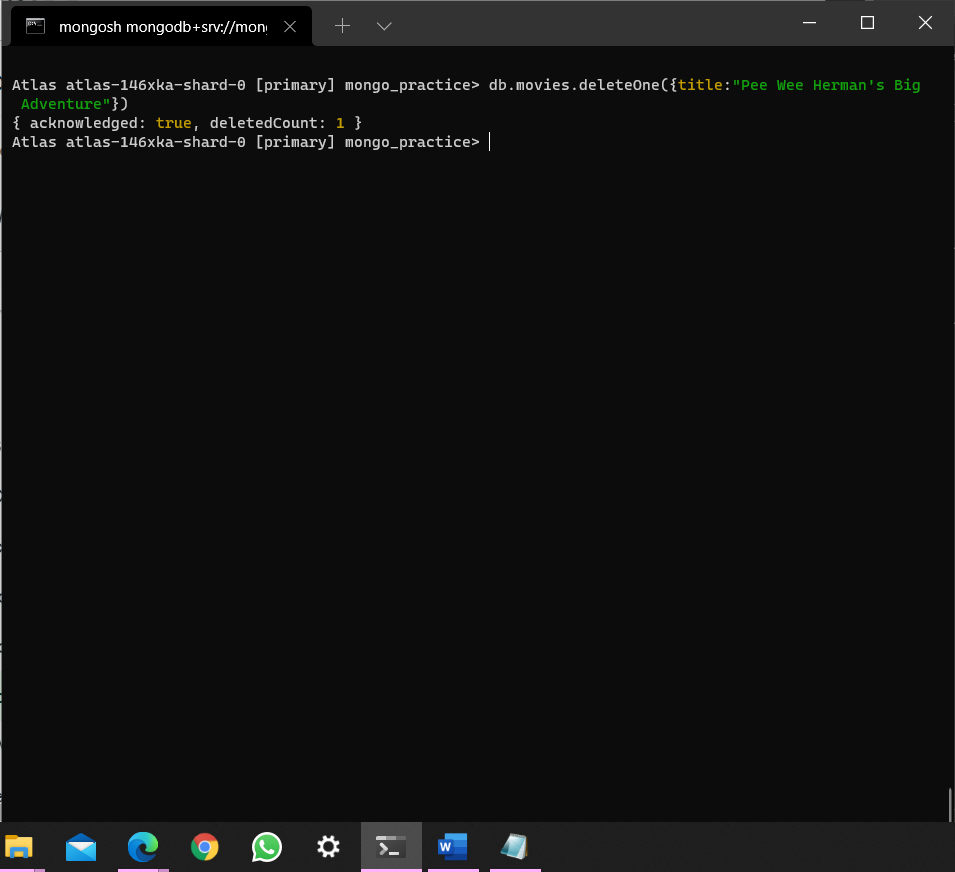 mongosh mongodb+srv://mon
Atlas atlas-146xka-shard-0 [primary] mongo_practice> db.movies.deleteOne({title:"Pee Wee Herman's Big
Adventure"})
{ acknowledged: true, deletedCount: 1 }
Atlas atlas-146xka-shard-0 [primary] mongo_practice>